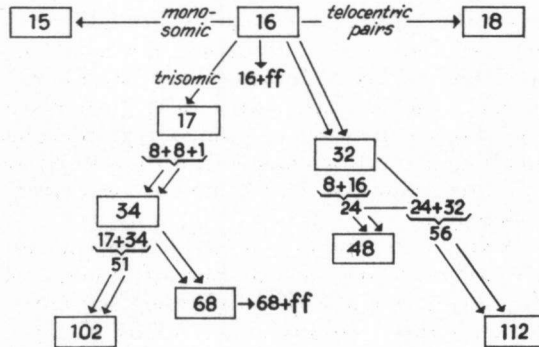 15
mono-
somic
16
telocentric
pairs
18
trisomic
16+ff
17
8+8+1
32
8+16
24
34
24+32
56
17+34
51
48
68
68+ff
102
112